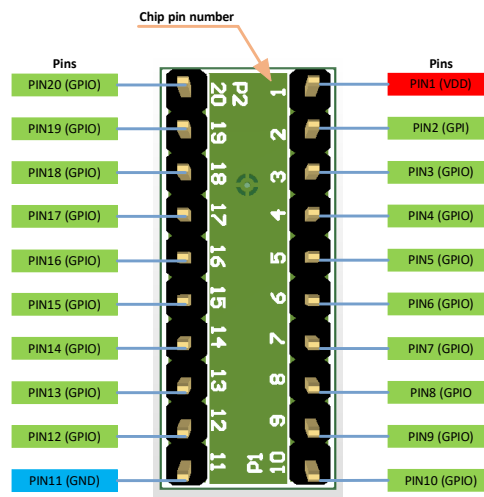 Chip pin number
Pins
Pins
PIN20 (GPIO)
20
P2
1
PIN1 (VDD)
PIN19 (GPIO)
19
2
PIN2 (GPI)
PIN18 (GPIO)
18
3
PIN3 (GPIO)
PIN17 (GPIO)
17
4
PIN4 (GPIO)
PIN16 (GPIO)
16
5
PIN5 (GPIO)
PIN15 (GPIO)
15
6
PIN6 (GPIO)
PIN14 (GPIO)
14
7
PIN7 (GPIO)
PIN13 (GPIO)
13
8
PIN8 (GPIO
PIN12 (GPIO)
12
9
PIN9 (GPIO)
PIN11 (GND)
11
P1
10
PIN10 (GPIO)